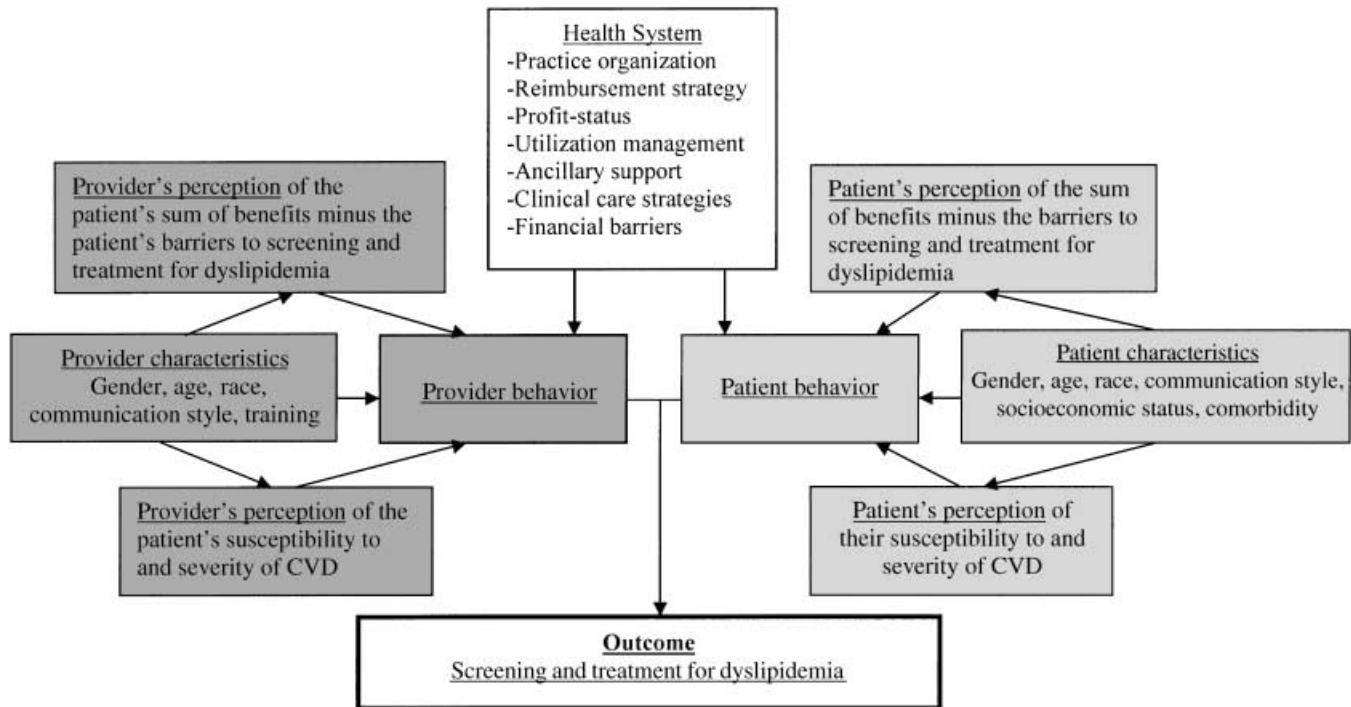 Health System
-Practice organization
-Reimbursement strategy
-Profit-status
-Utilization management
-Ancillary support
-Clinical care strategies
-Financial barriers
Provider's perception of the
patient's sum of benefits minus the
patient's barriers to screening and
treatment for dyslipidemia
Patient's perception of the sum
of benefits minus the barriers to
screening and treatment for
dyslipidemia
Provider characteristics
Gender, age, race,
communication style, training
Provider behavior
Patient behavior
Patient characteristics
Gender, age, race, communication style,
socioeconomic status, comorbidity
Provider's perception of the
patient's susceptibility to
and severity of CVD
Patient's perception of
their susceptibility to and
severity of CVD
Outcome
Screening and treatment for dyslipidemia